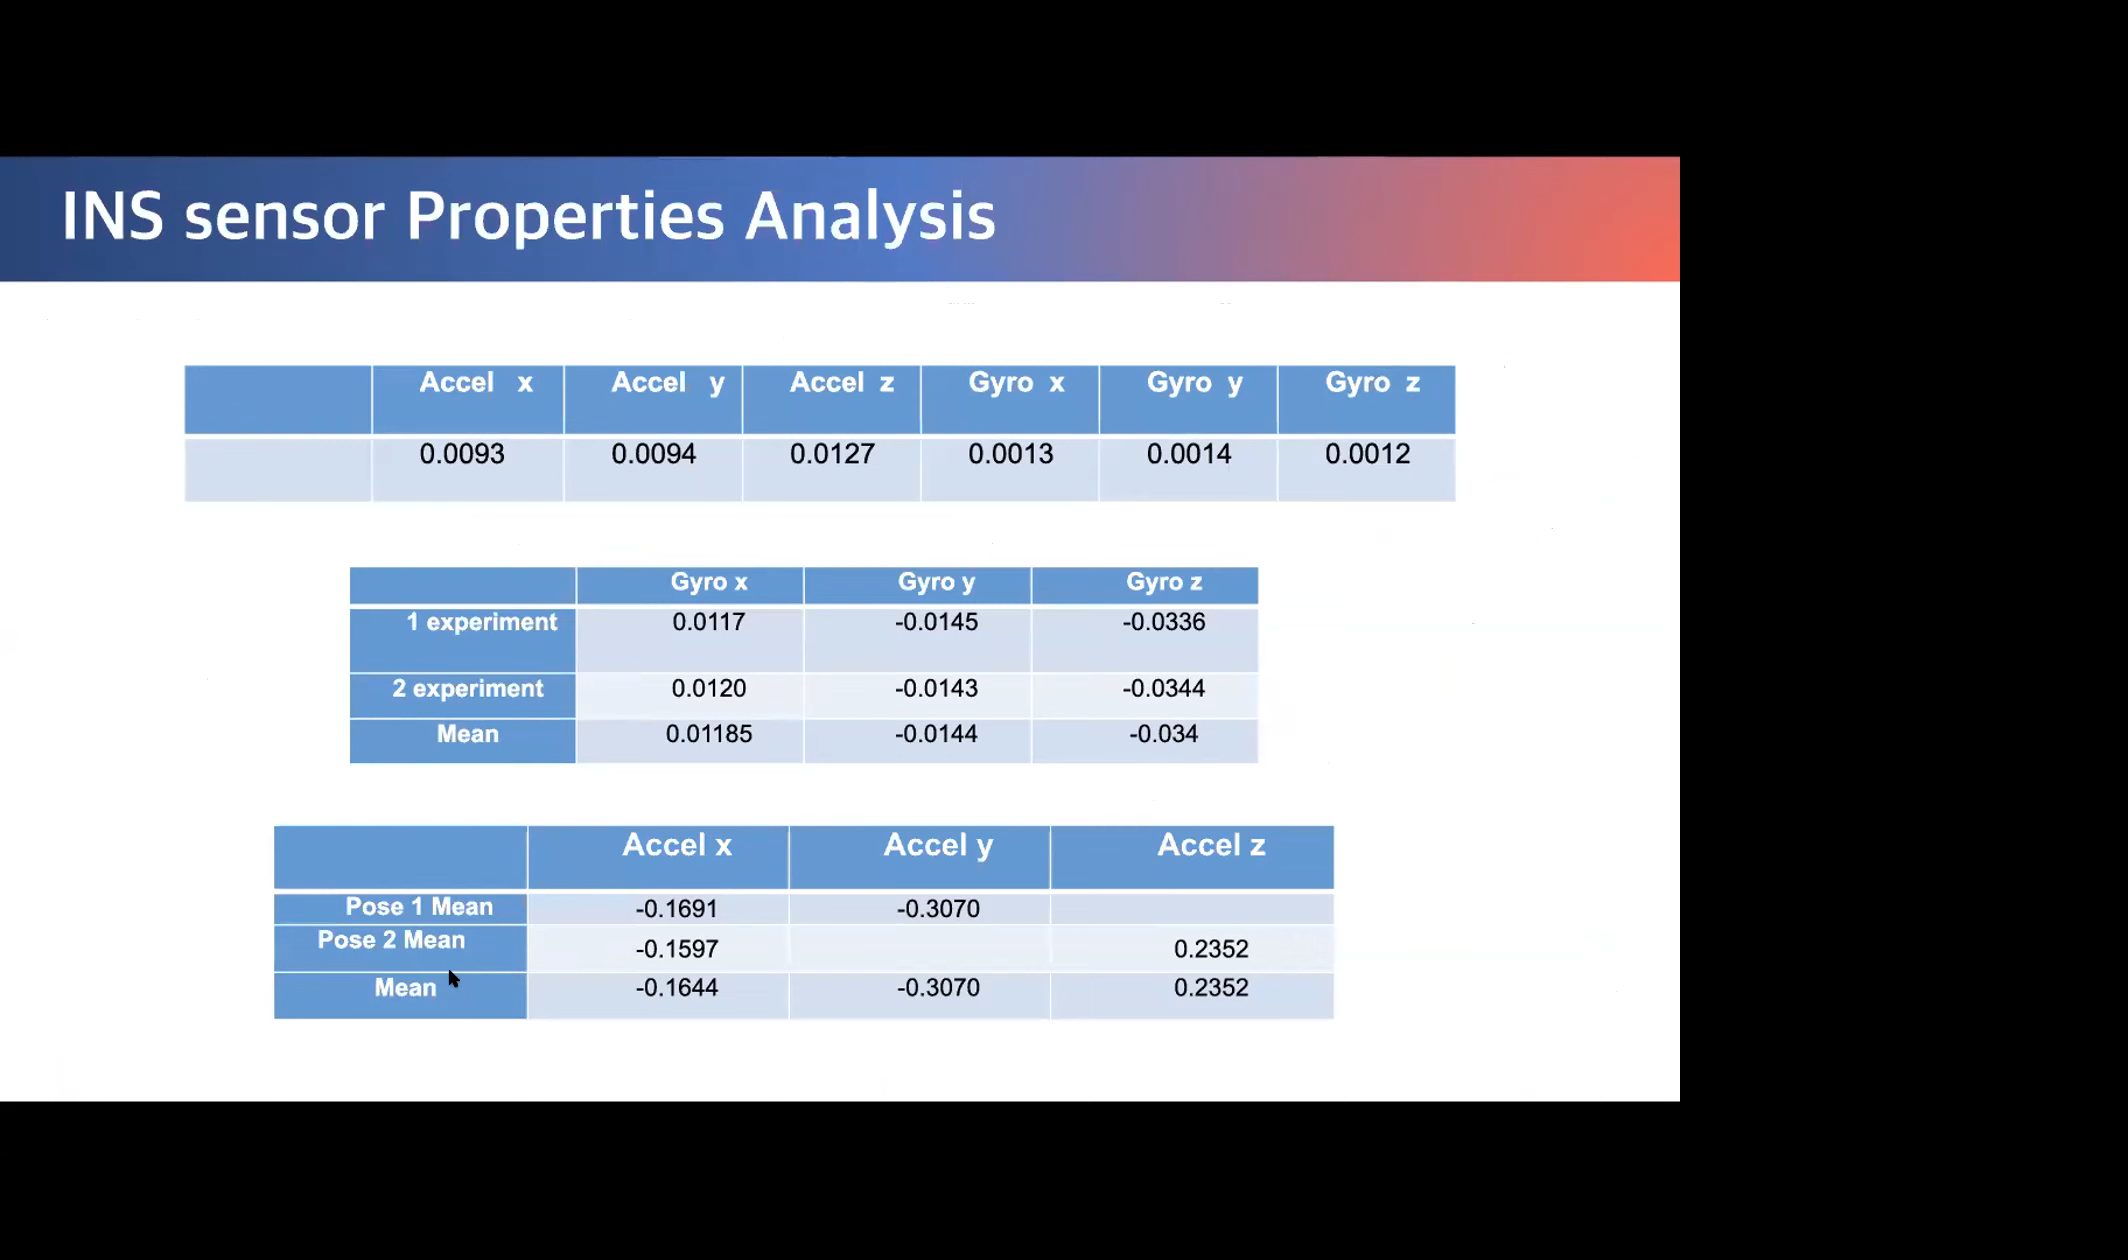 INS sensor Properties Analysis
Accel x Accel y Accel z Gyro x Gyro y Gyro z
0.0093 0.0094 0.0127 0.0013 0.0014 0.0012
Gyro x Gyro y Gyro z
1 experiment 0.0117 -0.0145 -0.0336
2 experiment 0.0120 -0.0143 -0.0344
Mean 0.01185 -0.0144 -0.034
Accel x Accel y Accel z
Pose 1 Mean -0.1691 -0.3070
Pose 2 Mean -0.1597 0.2352
Mean -0.1644 -0.3070 0.2352